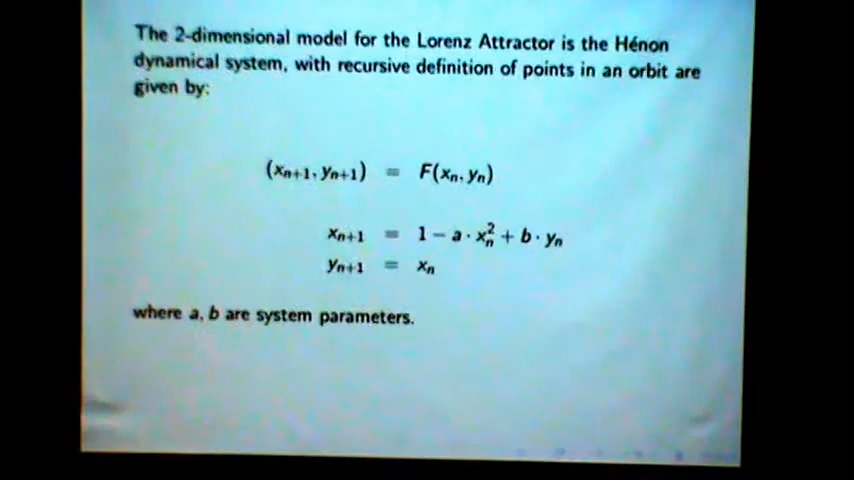 The 2-dimensional model for the Lorenz Attractor is the Hénon
dynamical system, with recursive definition of points in an orbit are
given by:
(xₙ₊₁, yₙ₊₁) = F(xₙ, yₙ)
xₙ₊₁ = 1 − a · xₙ² + b · yₙ
yₙ₊₁ = xₙ
where a, b are system parameters.